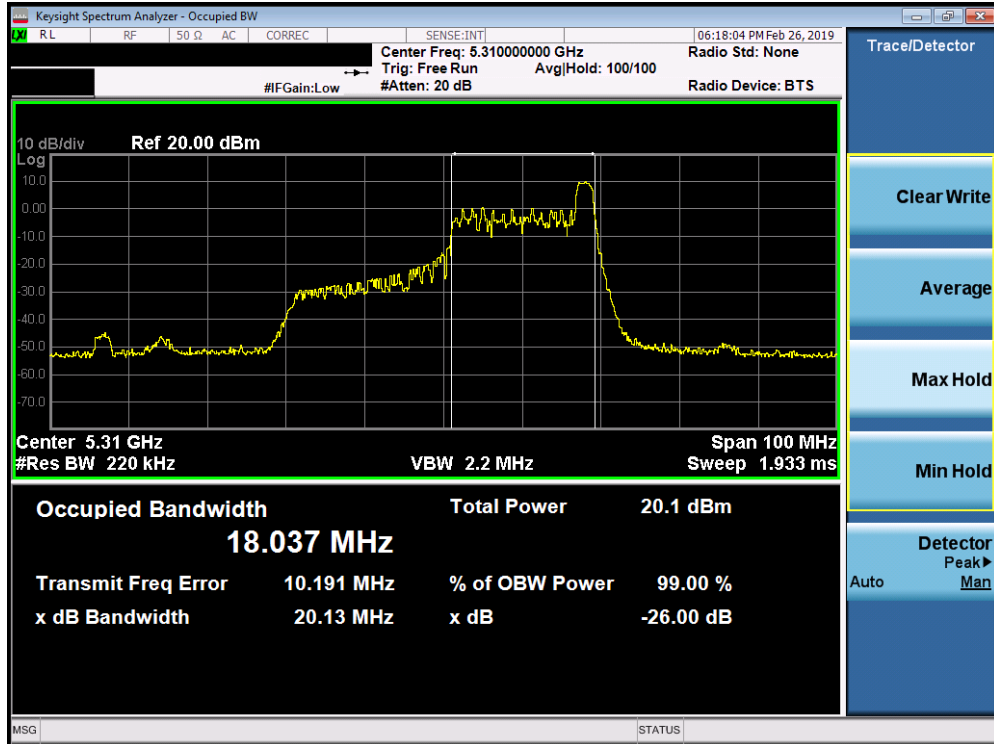 Keysight Spectrum Analyzer - Occupied BW
LXI RL RF 50 Ω AC CORREC SENSE:INT 06:18:04 PM Feb 26, 2019
Center Freq: 5.310000000 GHz Radio Std: None
Trig: Free Run Avg|Hold: 100/100
#IFGain:Low #Atten: 20 dB Radio Device: BTS
10 dB/div Ref 20.00 dBm
Log
10.0
0.00
-10.0
-20.0
-30.0
-40.0
-50.0
-60.0
-70.0
Center 5.31 GHz Span 100 MHz
#Res BW 220 kHz VBW 2.2 MHz Sweep 1.933 ms
Occupied Bandwidth Total Power 20.1 dBm
18.037 MHz
Transmit Freq Error 10.191 MHz % of OBW Power 99.00 %
x dB Bandwidth 20.13 MHz x dB -26.00 dB
MSG STATUS
Trace/Detector
Clear Write
Average
Max Hold
Min Hold
Detector
Peak▶
Auto Man